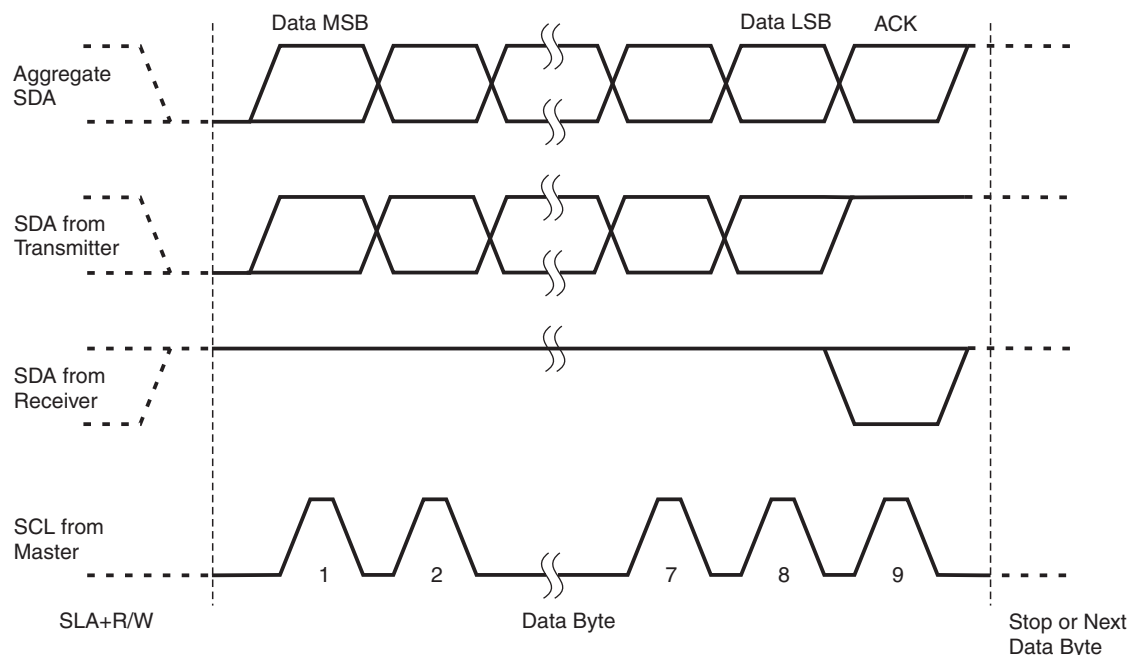 Data MSB
Data LSB
ACK
Aggregate
SDA
SDA from
Transmitter
SDA from
Receiver
SCL from
Master
1
2
7
8
9
SLA+R/W
Data Byte
Stop or Next
Data Byte